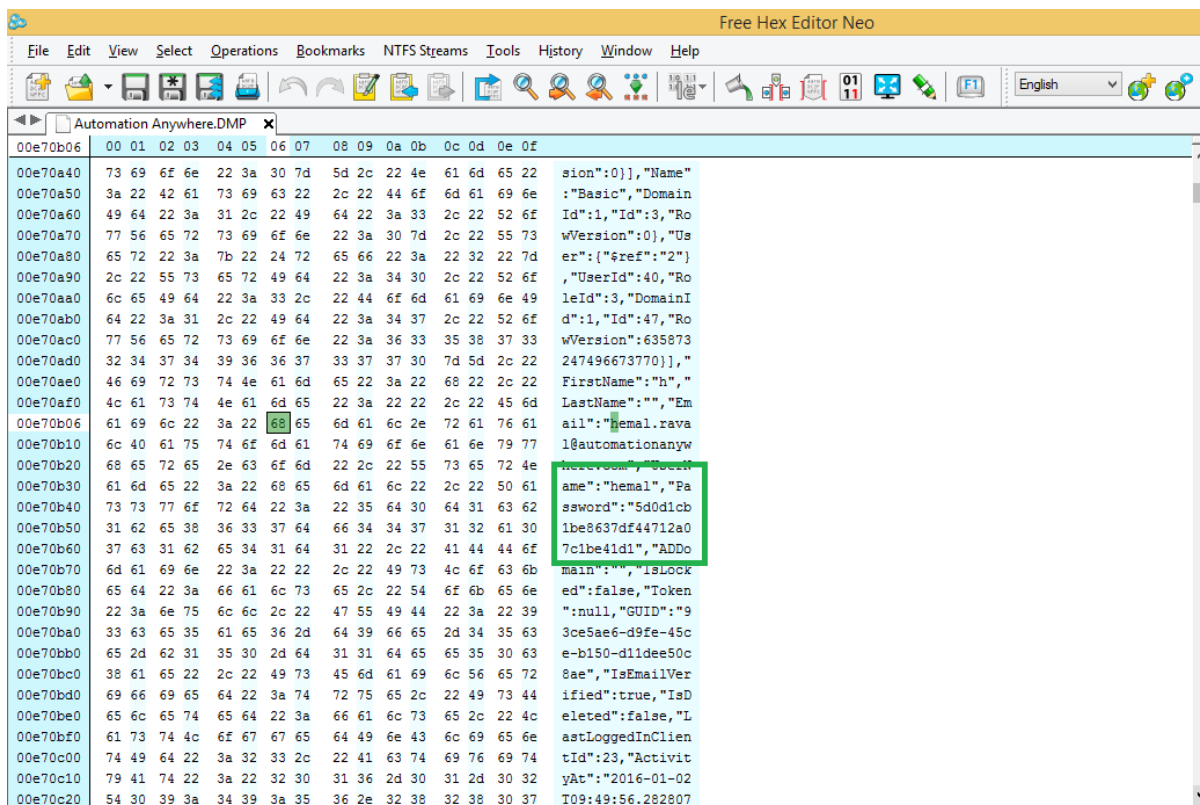 Free Hex Editor Neo
File Edit View Select Operations Bookmarks NTFS Streams Tools History Window Help
F1 English
Automation Anywhere.DMP
00e70b06 00 01 02 03 04 05 06 07 08 09 0a 0b 0c 0d 0e 0f
00e70a40 73 69 6f 6e 22 3a 30 7d 5d 2c 22 4e 61 6d 65 22 sion":0}],"Name"
00e70a50 3a 22 42 61 73 69 63 22 2c 22 44 6f 6d 61 69 6e :"Basic","Domain
00e70a60 49 64 22 3a 31 2c 22 49 64 22 3a 33 2c 22 52 6f Id":1,"Id":3,"Ro
00e70a70 77 56 65 72 73 69 6f 6e 22 3a 30 7d 2c 22 55 73 wVersion":0},"Us
00e70a80 65 72 22 3a 7b 22 24 72 65 66 22 3a 22 32 22 7d er":{"$ref":"2"}
00e70a90 2c 22 55 73 65 72 49 64 22 3a 34 30 2c 22 52 6f ,"UserId":40,"Ro
00e70aa0 6c 65 49 64 22 3a 33 2c 22 44 6f 6d 61 69 6e 49 leId":3,"DomainI
00e70ab0 64 22 3a 31 2c 22 49 64 22 3a 34 37 2c 22 52 6f d":1,"Id":47,"Ro
00e70ac0 77 56 65 72 73 69 6f 6e 22 3a 36 33 35 38 37 33 wVersion":635873
00e70ad0 32 34 37 34 39 36 36 37 33 37 37 30 7d 5d 2c 22 247496673770}],"
00e70ae0 46 69 72 73 74 4e 61 6d 65 22 3a 22 68 22 2c 22 FirstName":"h","
00e70af0 4c 61 73 74 4e 61 6d 65 22 3a 22 22 2c 22 45 6d LastName":"","Em
00e70b06 61 69 6c 22 3a 22 68 65 6d 61 6c 2e 72 61 76 61 ail":"hemal.rava
00e70b10 6c 40 61 75 74 6f 6d 61 74 69 6f 6e 61 6e 79 77 l@automationanyw
00e70b20 68 65 72 65 2e 63 6f 6d 22 2c 22 55 73 65 72 4e here.com","UserN
00e70b30 61 6d 65 22 3a 22 68 65 6d 61 6c 22 2c 22 50 61 ame":"hemal","Pa
00e70b40 73 73 77 6f 72 64 22 3a 22 35 64 30 64 31 63 62 ssword":"5d0d1cb
00e70b50 31 62 65 38 36 33 37 64 66 34 34 37 31 32 61 30 1be8637df44712a0
00e70b60 37 63 31 62 65 34 31 64 31 22 2c 22 41 44 44 6f 7c1be41d1","ADDo
00e70b70 6d 61 69 6e 22 3a 22 22 2c 22 49 73 4c 6f 63 6b main":"","IsLock
00e70b80 65 64 22 3a 66 61 6c 73 65 2c 22 54 6f 6b 65 6e ed":false,"Token
00e70b90 22 3a 6e 75 6c 6c 2c 22 47 55 49 44 22 3a 22 39 ":null,"GUID":"9
00e70ba0 33 63 65 35 61 65 36 2d 64 39 66 65 2d 34 35 63 3ce5ae6-d9fe-45c
00e70bb0 65 2d 62 31 35 30 2d 64 31 31 64 65 65 35 30 63 e-b150-d11dee50c
00e70bc0 38 61 65 22 2c 22 49 73 45 6d 61 69 6c 56 65 72 8ae","IsEmailVer
00e70bd0 69 66 69 65 64 22 3a 74 72 75 65 2c 22 49 73 44 ified":true,"IsD
00e70be0 65 6c 65 74 65 64 22 3a 66 61 6c 73 65 2c 22 4c eleted":false,"L
00e70bf0 61 73 74 4c 6f 67 67 65 64 49 6e 43 6c 69 65 6e astLoggedInClien
00e70c00 74 49 64 22 3a 32 33 2c 22 41 63 74 69 76 69 74 tId":23,"Activit
00e70c10 79 41 74 22 3a 22 32 30 31 36 2d 30 31 2d 30 32 yAt":"2016-01-02
00e70c20 54 30 39 3a 34 39 3a 35 36 2e 32 38 32 38 30 37 T09:49:56.282807